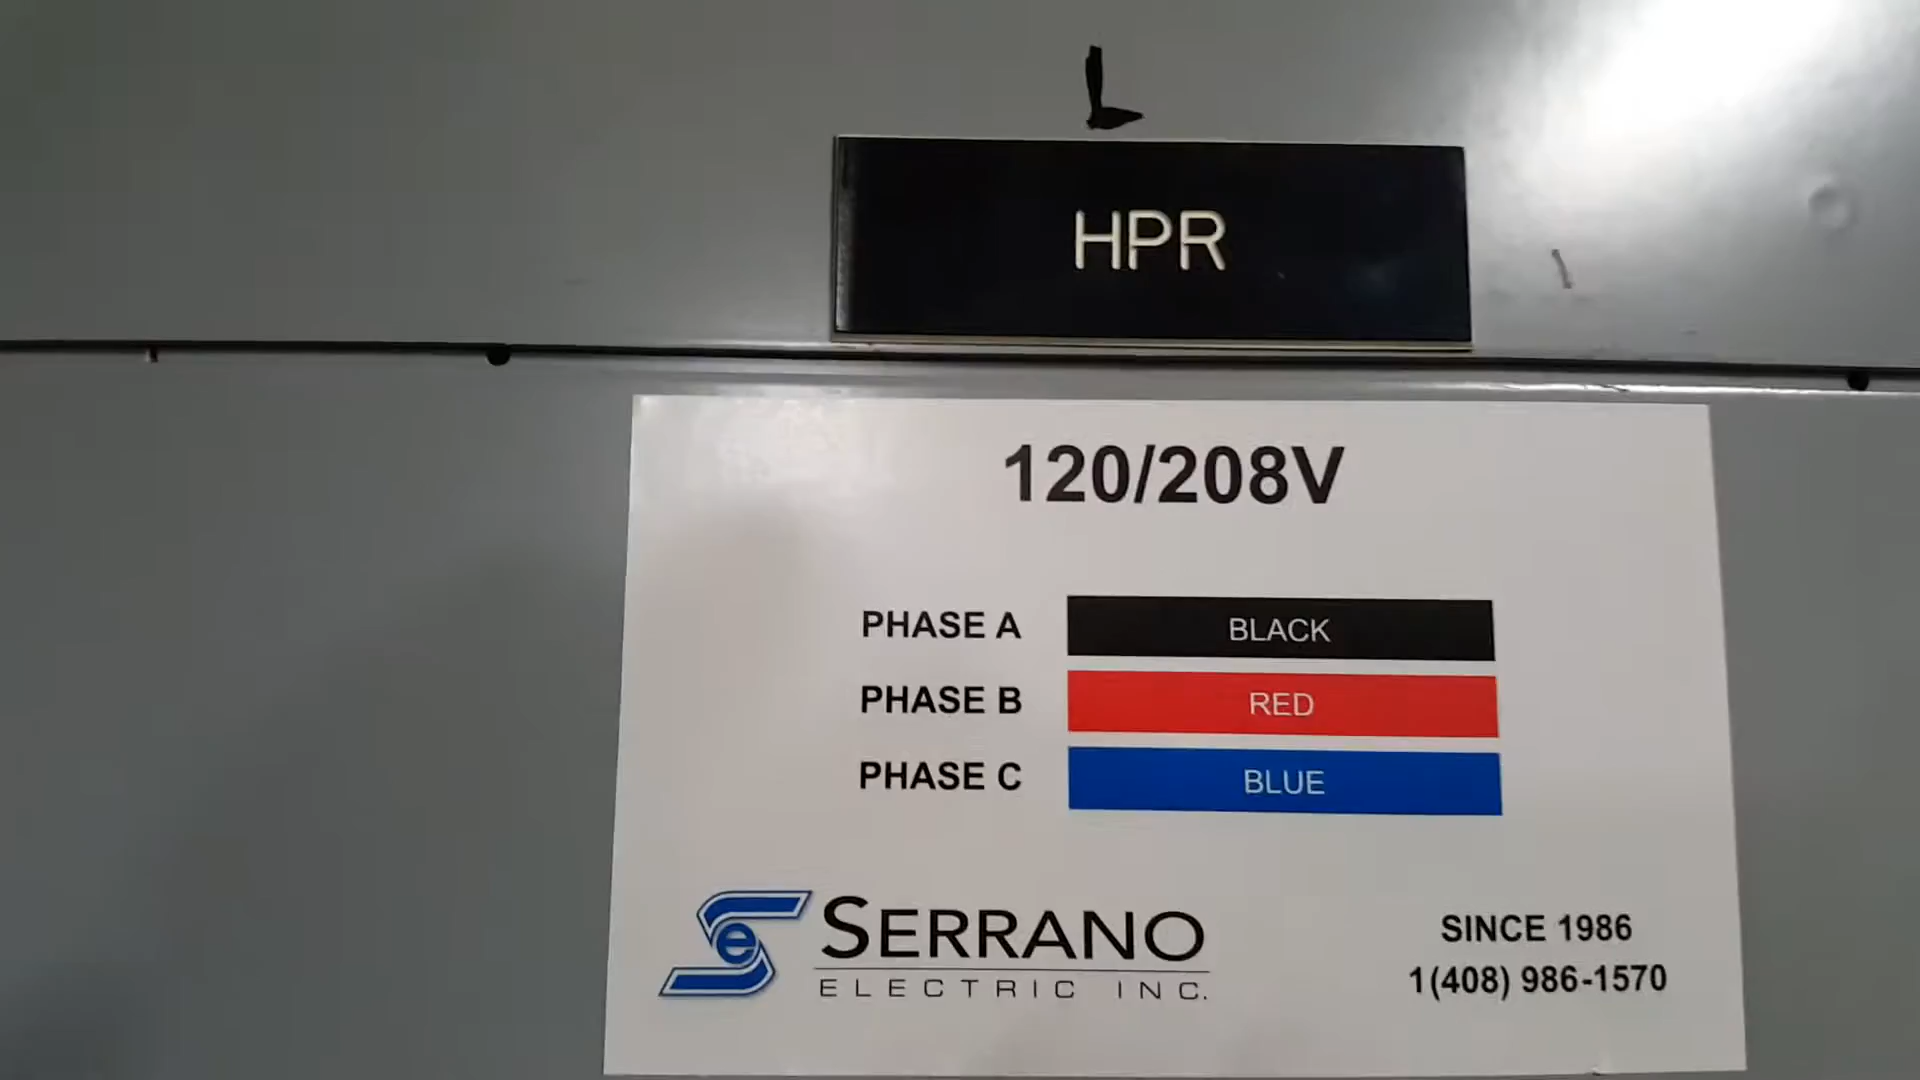 L
HPR
120/208V
PHASE A BLACK
PHASE B RED
PHASE C BLUE
e SERRANO
ELECTRIC INC.
SINCE 1986
1(408) 986-1570